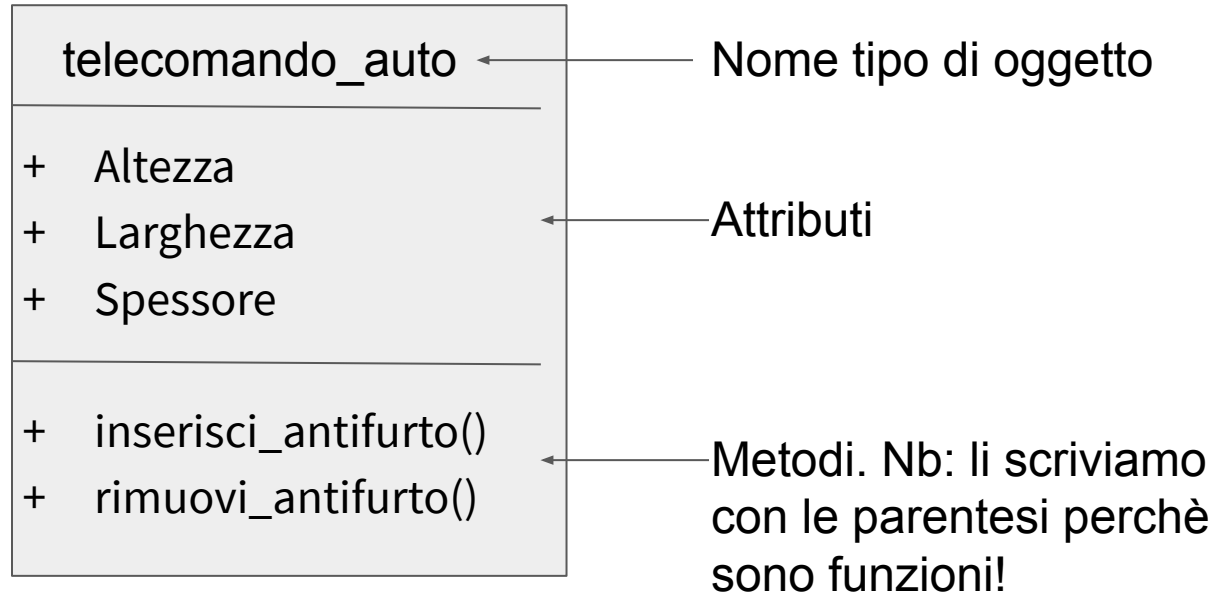 telecomando_auto
Nome tipo di oggetto
+ Altezza
+ Larghezza
+ Spessore
Attributi
+ inserisci_antifurto()
+ rimuovi_antifurto()
Metodi. Nb: li scriviamo
con le parentesi perchè
sono funzioni!